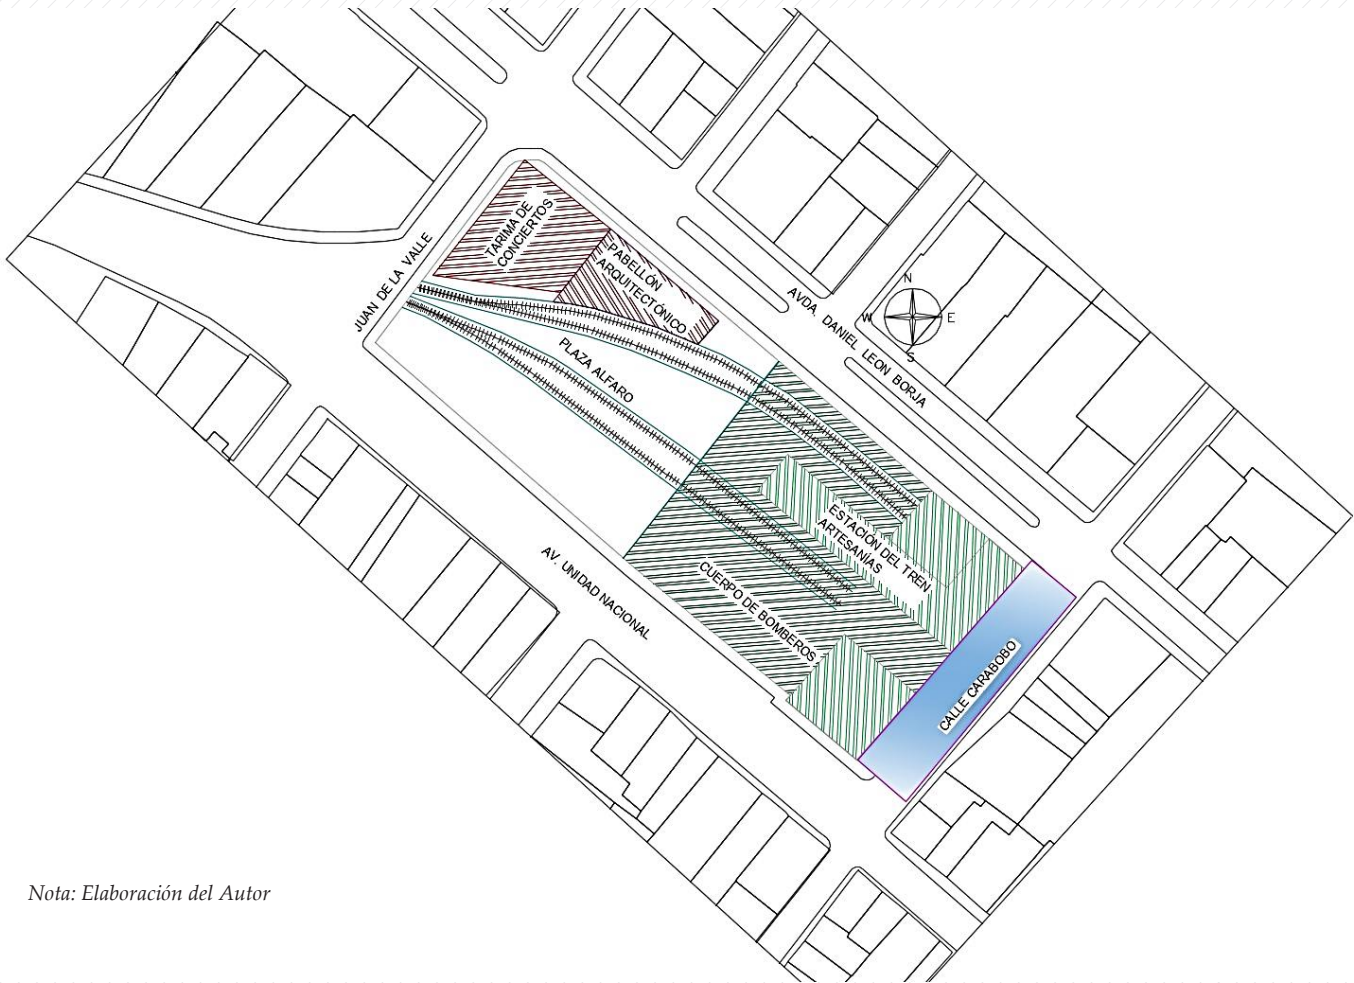 TARIMA DE
CONCIERTOS
PABELLÓN
ARQUITECTÓNICO
JUAN DE LA VALLE
PLAZA ALFARO
AVDA. DANIEL LEON BORJA
N
W
E
S
ESTACIÓN DEL TREN
ARTESANÍAS
CUERPO DE BOMBEROS
AV. UNIDAD NACIONAL
CALLE CARABOBO
Nota: Elaboración del Autor